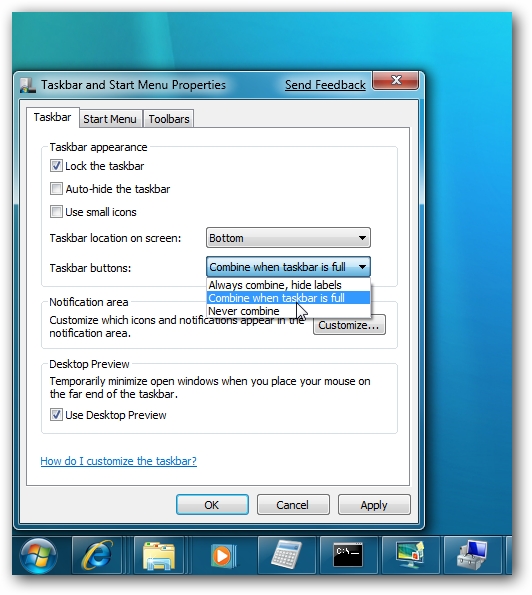 Taskbar and Start Menu Properties Send Feedback
Taskbar Start Menu Toolbars
Taskbar appearance
Lock the taskbar
Auto-hide the taskbar
Use small icons
Taskbar location on screen: Bottom
Taskbar buttons: Combine when taskbar is full
Always combine, hide labels
Combine when taskbar is full
Never combine
Notification area
Customize which icons and notifications appear in the
notification area.
Customize...
Desktop Preview
Temporarily minimize open windows when you place your mouse on
the far end of the taskbar.
Use Desktop Preview
How do I customize the taskbar?
OK Cancel Apply
C:\_